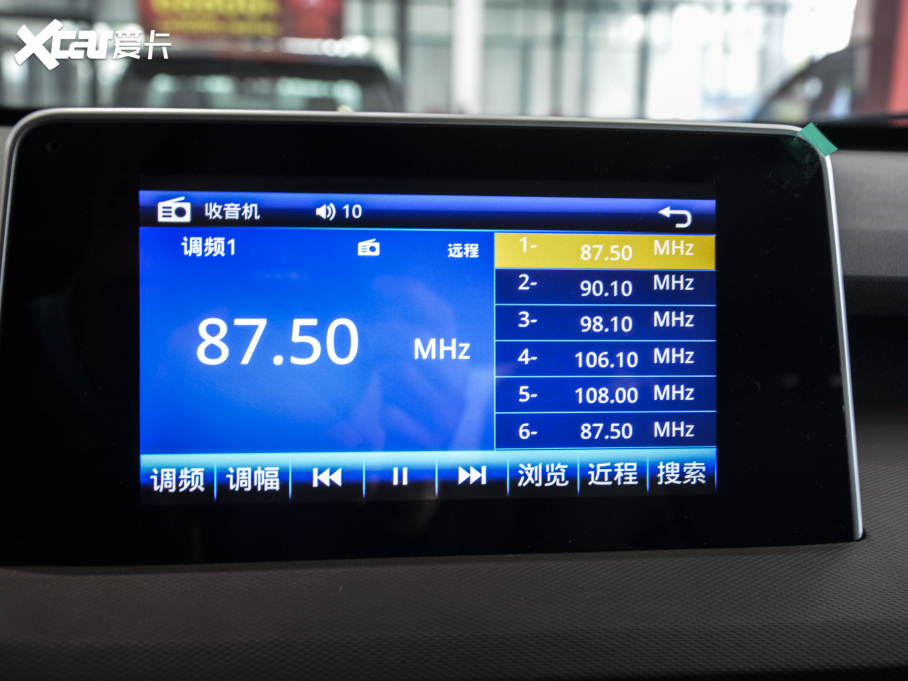 Xcar爱卡
收音机 10
调频1 远程
87.50 MHz
1- 87.50 MHz
2- 90.10 MHz
3- 98.10 MHz
4- 106.10 MHz
5- 108.00 MHz
6- 87.50 MHz
调频 调幅 浏览 近程 搜索